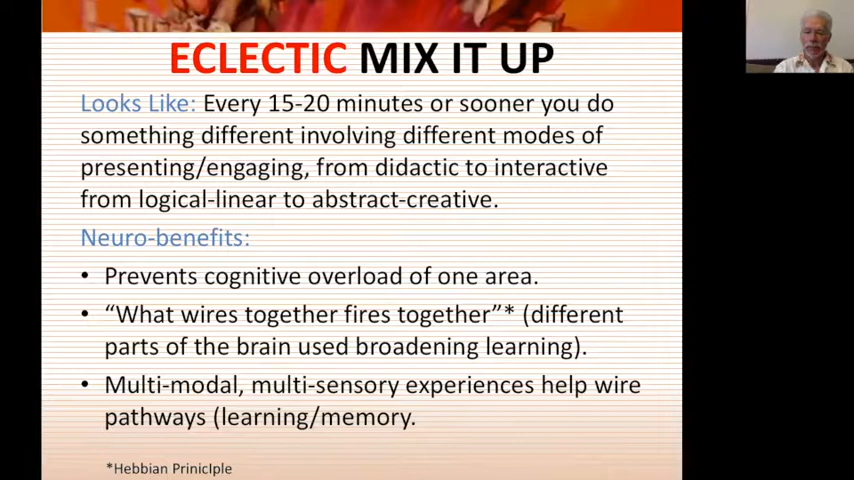 ECLECTIC MIX IT UP
Looks Like: Every 15-20 minutes or sooner you do
something different involving different modes of
presenting/engaging, from didactic to interactive
from logical-linear to abstract-creative.
Neuro-benefits:
• Prevents cognitive overload of one area.
• “What wires together fires together”* (different
parts of the brain used broadening learning).
• Multi-modal, multi-sensory experiences help wire
pathways (learning/memory.
*Hebbian PriniciIple